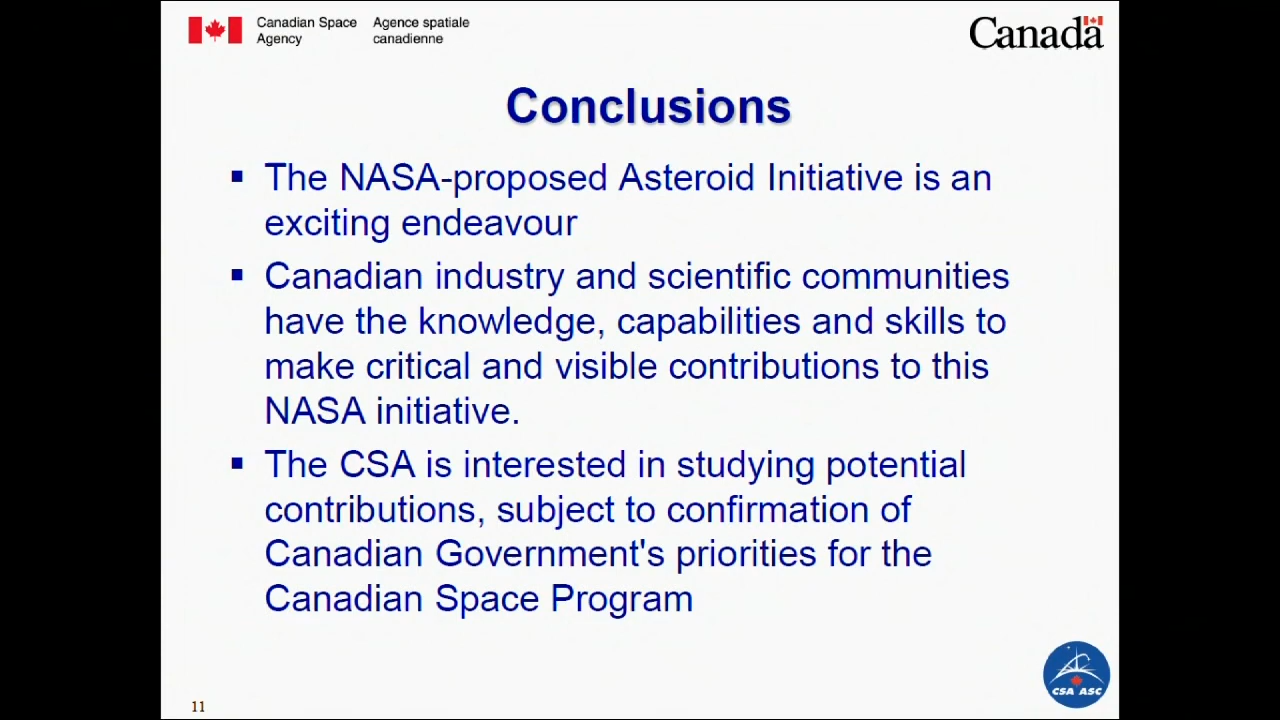 Canadian Space Agence spatiale
Agency canadienne
Canada
Conclusions
▪ The NASA-proposed Asteroid Initiative is an
exciting endeavour
▪ Canadian industry and scientific communities
have the knowledge, capabilities and skills to
make critical and visible contributions to this
NASA initiative.
▪ The CSA is interested in studying potential
contributions, subject to confirmation of
Canadian Government's priorities for the
Canadian Space Program
CSA ASC
11